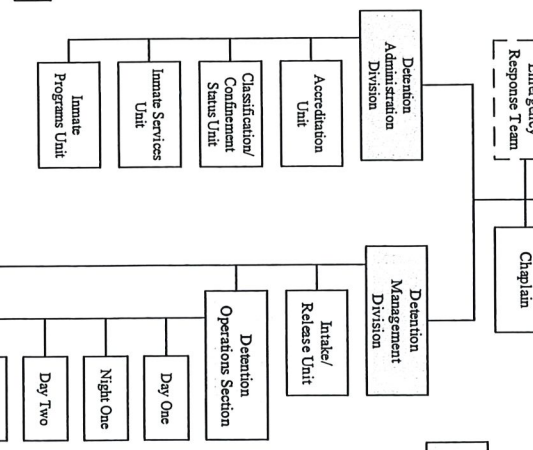 Response Team
Chaplain
Detention
Administration
Division
Accreditation
Unit
Classification/
Confinement
Status Unit
Inmate Services
Unit
Inmate
Programs Unit
Detention
Management
Division
Intake/
Release Unit
Detention
Operations Section
Day One
Night One
Day Two